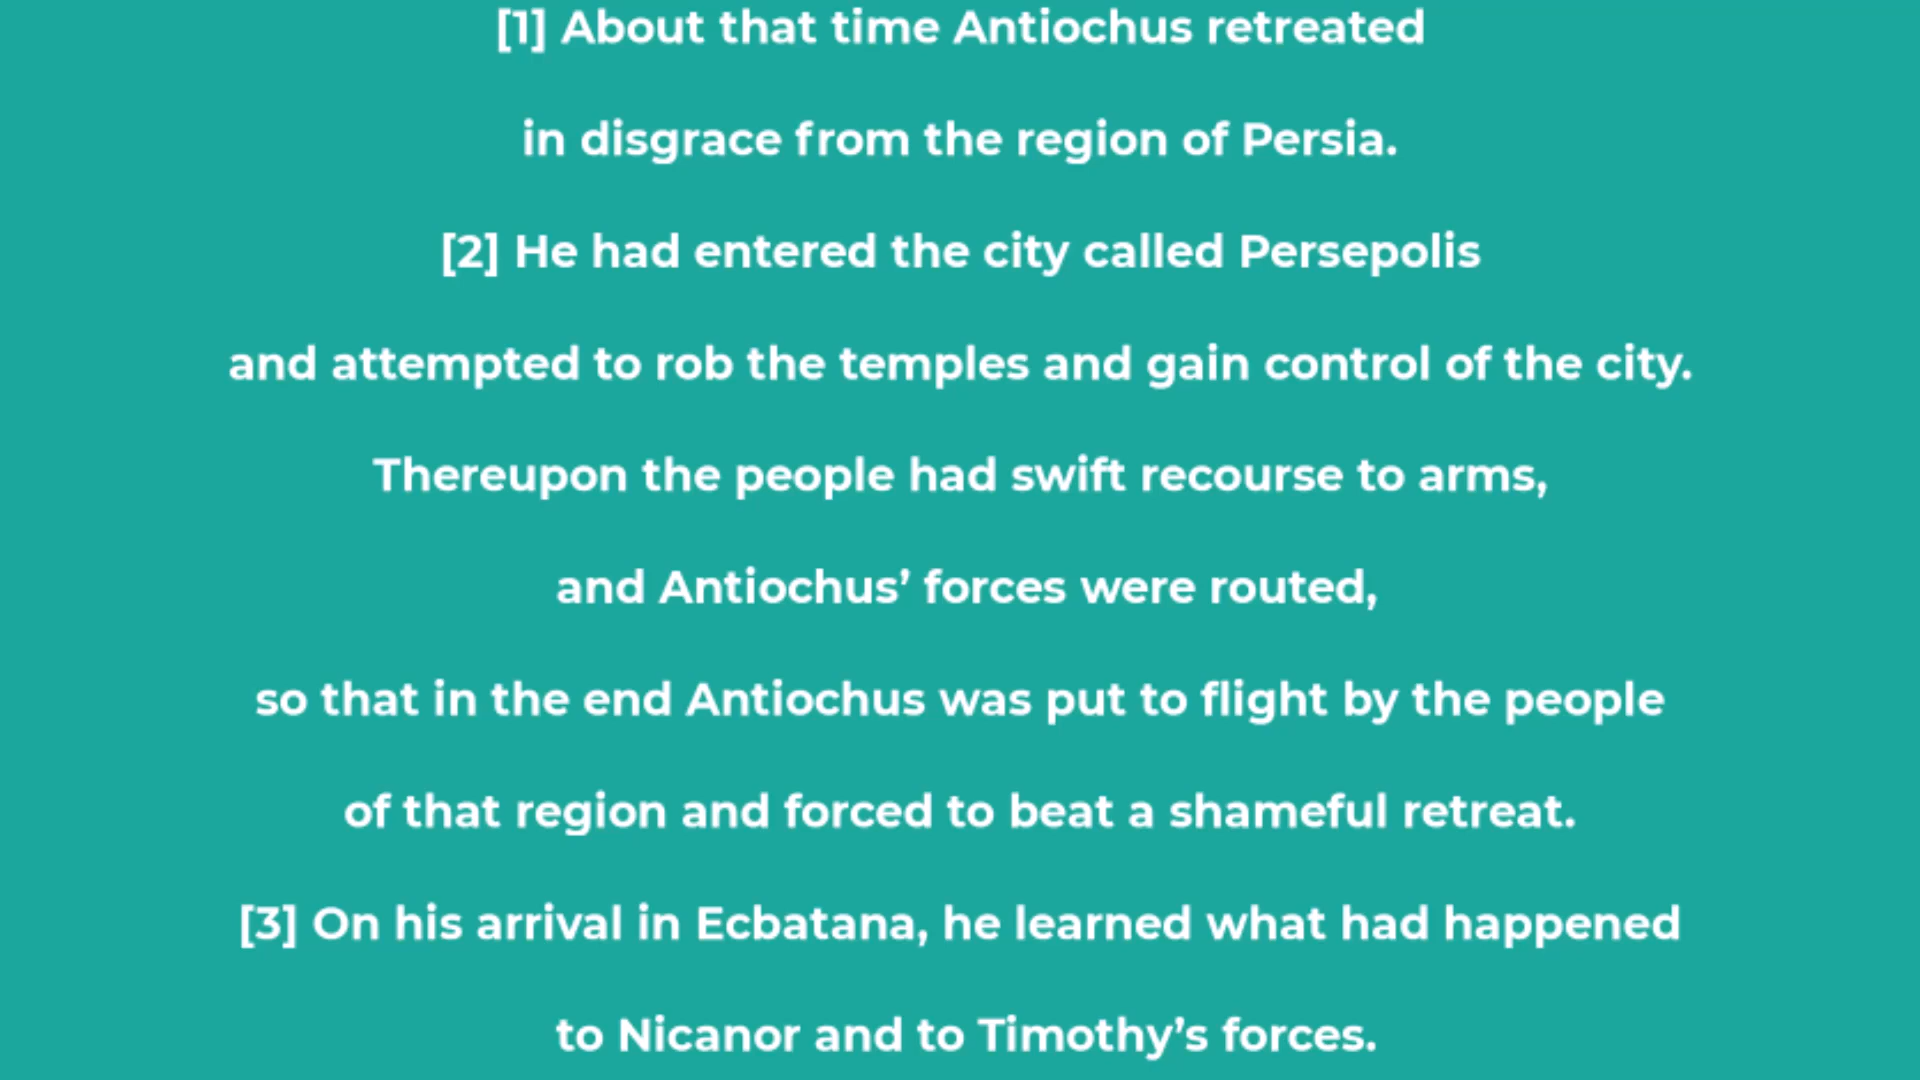 [1] About that time Antiochus retreated
in disgrace from the region of Persia.
[2] He had entered the city called Persepolis
and attempted to rob the temples and gain control of the city.
Thereupon the people had swift recourse to arms,
and Antiochus’ forces were routed,
so that in the end Antiochus was put to flight by the people
of that region and forced to beat a shameful retreat.
[3] On his arrival in Ecbatana, he learned what had happened
to Nicanor and to Timothy’s forces.